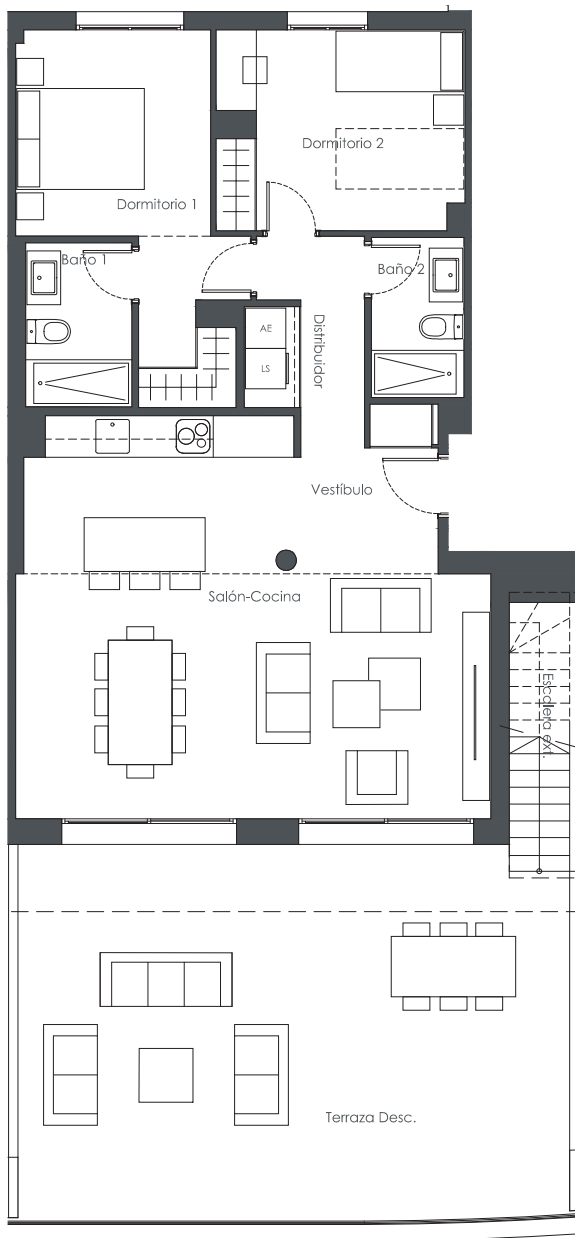 Dormitorio 2
Dormitorio 1
Baño 1
Baño 2
AE
LS
Distribuidor
Vestíbulo
Salón-Cocina
Escalera ext.
Terraza Desc.